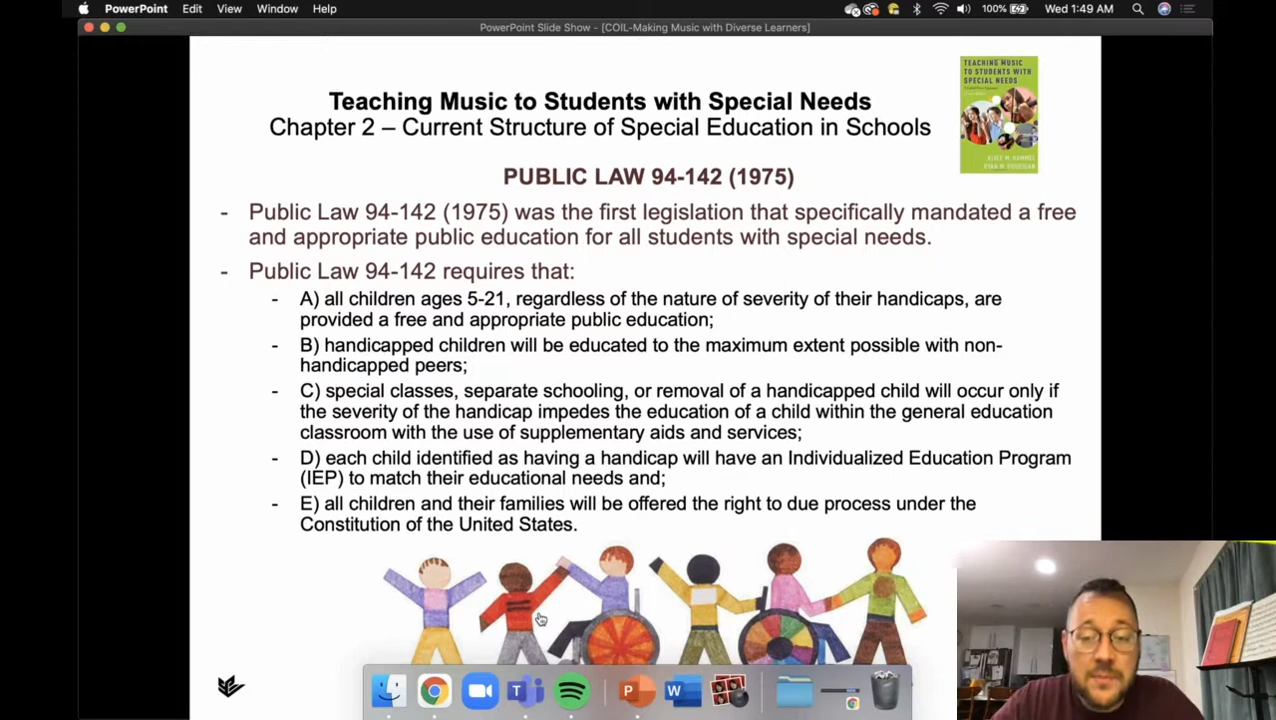 PowerPoint Edit View Window Help 100% Wed 1:49 AM
PowerPoint Slide Show - [COIL-Making Music with Diverse Learners]
Teaching Music to Students with Special Needs
Chapter 2 – Current Structure of Special Education in Schools
TEACHING MUSIC
TO STUDENTS WITH
SPECIAL NEEDS
PUBLIC LAW 94-142 (1975)
- Public Law 94-142 (1975) was the first legislation that specifically mandated a free
and appropriate public education for all students with special needs.
- Public Law 94-142 requires that:
- A) all children ages 5-21, regardless of the nature of severity of their handicaps, are
provided a free and appropriate public education;
- B) handicapped children will be educated to the maximum extent possible with non-
handicapped peers;
- C) special classes, separate schooling, or removal of a handicapped child will occur only if
the severity of the handicap impedes the education of a child within the general education
classroom with the use of supplementary aids and services;
- D) each child identified as having a handicap will have an Individualized Education Program
(IEP) to match their educational needs and;
- E) all children and their families will be offered the right to due process under the
Constitution of the United States.